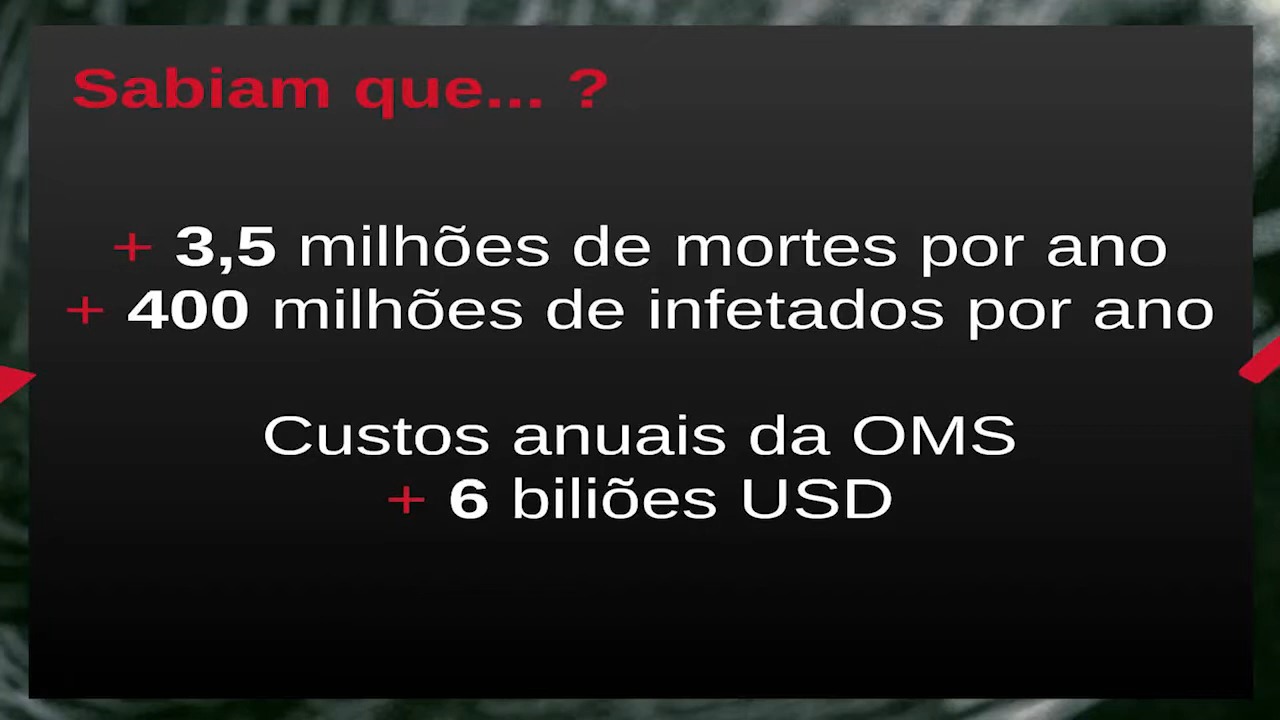 Sabiam que... ?
+ 3,5 milhões de mortes por ano
+ 400 milhões de infetados por ano
Custos anuais da OMS
+ 6 biliões USD